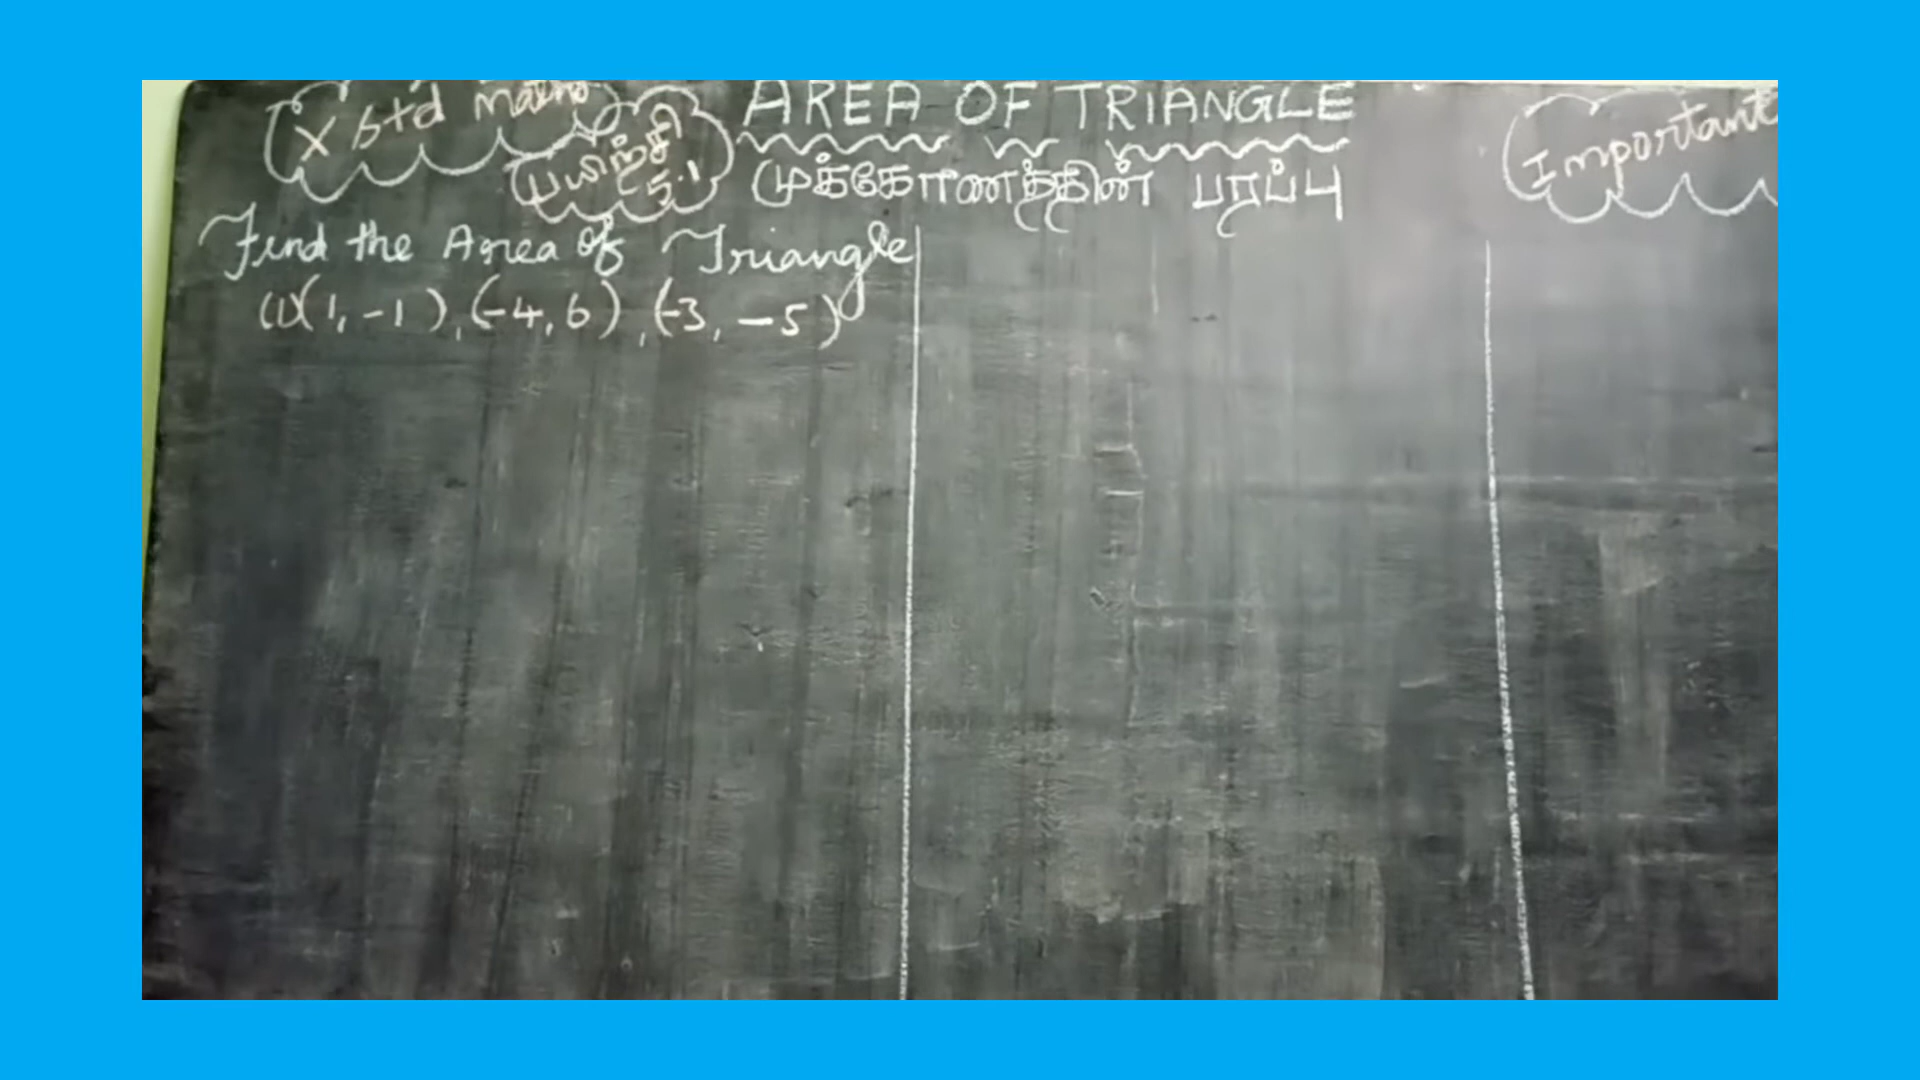 X std maths
பயிற்சி
5.1
AREA OF TRIANGLE
முக்கோணத்தின் பரப்பு
Important
Find the Area of Triangle
(1)(1, -1), (-4, 6), (-3, -5)